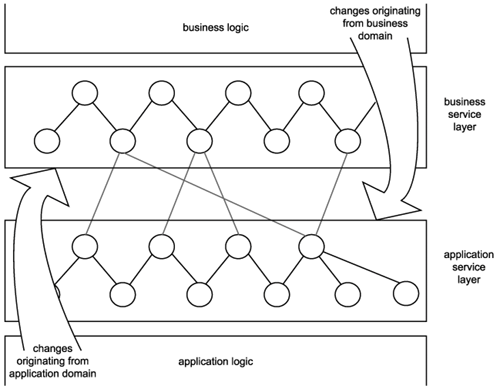 business logic
changes originating
from business
domain
business
service
layer
application
service
layer
changes
originating from
application domain
application logic